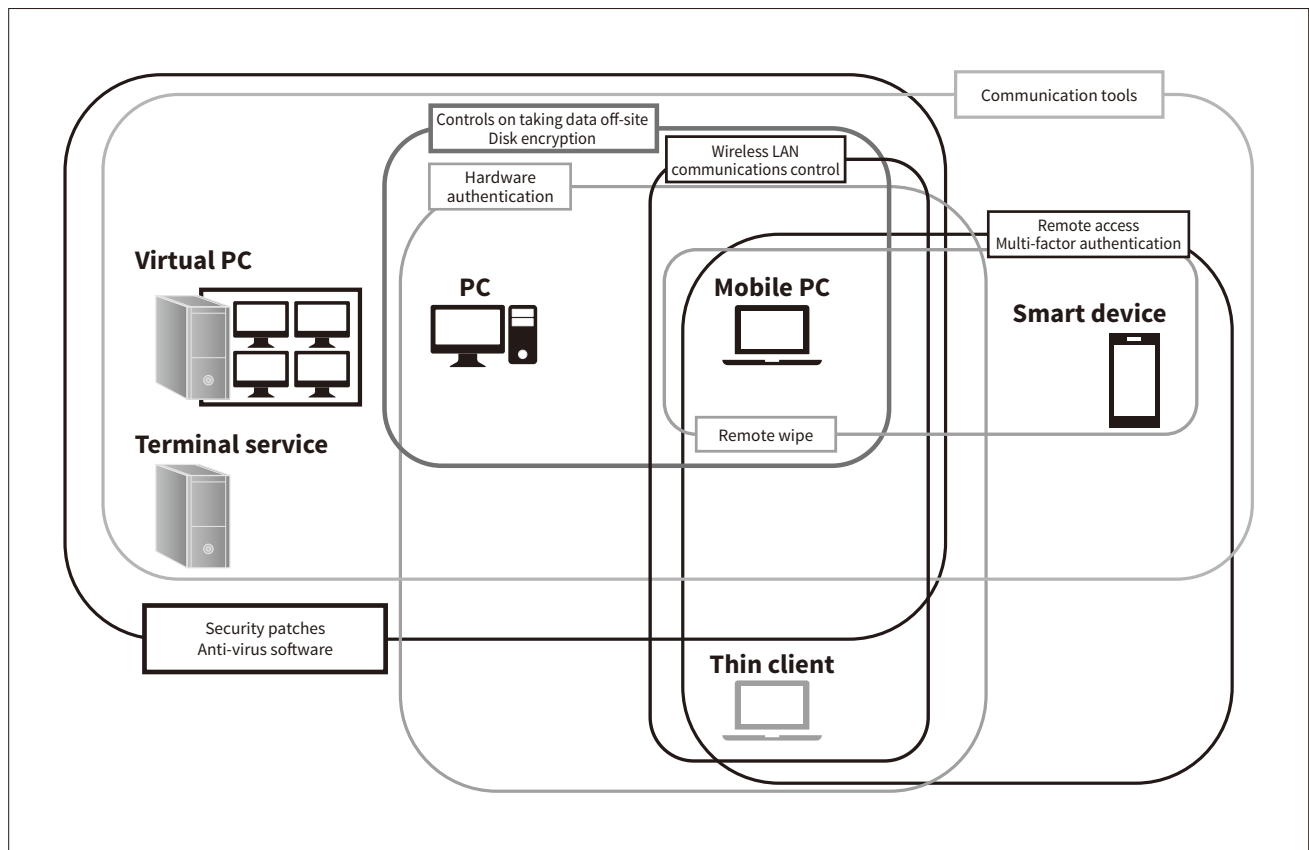 Communication tools
Controls on taking data off-site
Disk encryption
Wireless LAN
communications control
Hardware
authentication
Remote access
Multi-factor authentication
Virtual PC
PC
Mobile PC
Smart device
Remote wipe
Terminal service
Security patches
Anti-virus software
Thin client